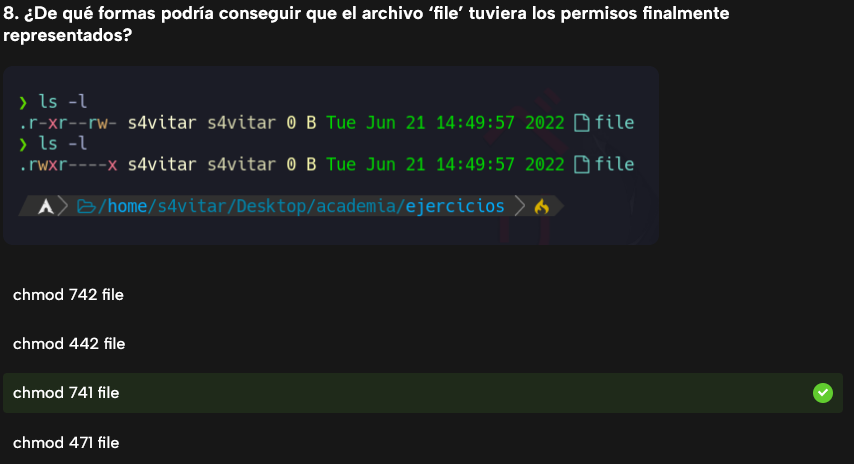 8. ¿De qué formas podría conseguir que el archivo ‘file’ tuviera los permisos finalmente
representados?
❯ ls -l
.r-xr--rw- s4vitar s4vitar 0 B Tue Jun 21 14:49:57 2022 file
❯ ls -l
.rwxr----x s4vitar s4vitar 0 B Tue Jun 21 14:49:57 2022 file
/home/s4vitar/Desktop/academia/ejercicios
chmod 742 file
chmod 442 file
chmod 741 file
chmod 471 file